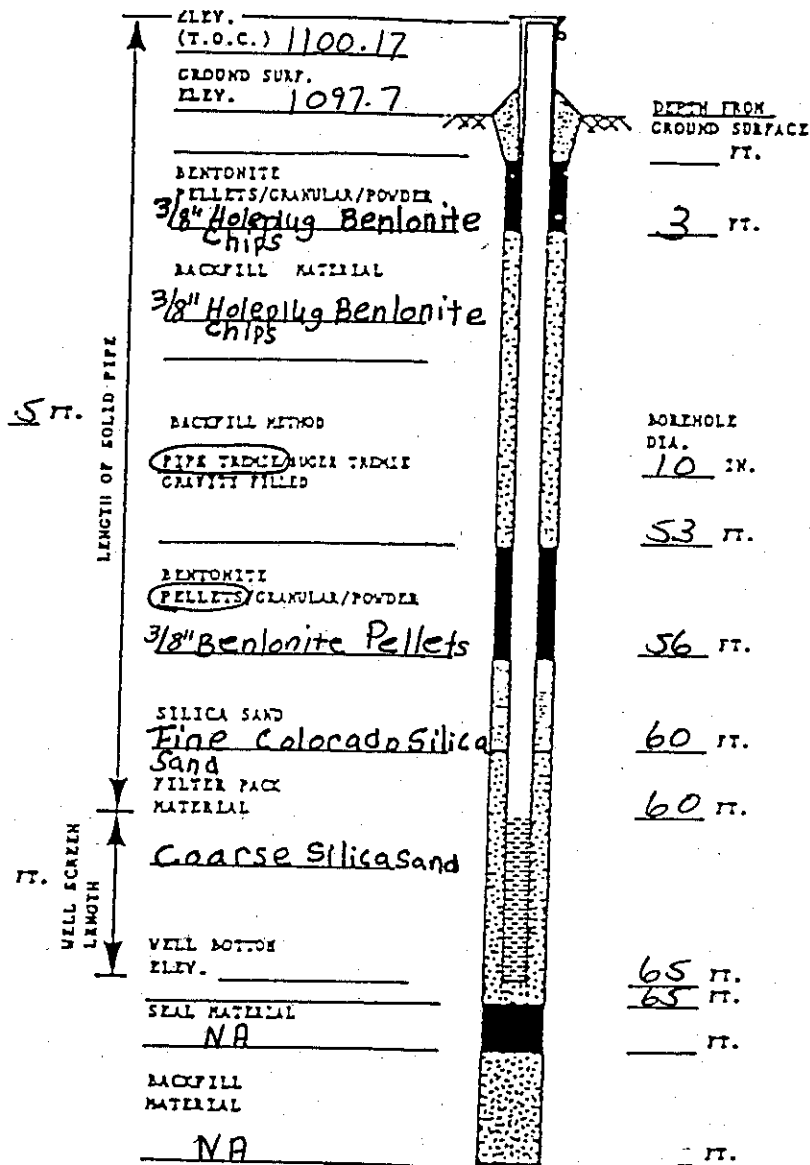 ELEV.
(T.O.C.) 1100.17
GROUND SURF.
ELEV. 1097.7
DEPTH FROM
GROUND SURFACE
FT.
BENTONITE
PELLETS/GRANULAR/POWDER
3/8" Holeplug Benlonite
Chips
3 FT.
BACKFILL MATERIAL
3/8" Holeplug Benlonite
Chips
5 FT.
LENGTH OF SOLID PIPE
BACKFILL METHOD
BOREHOLE
DIA.
PIPE TREMIE/AUGER TREMIE
10 IN.
GRAVITY FILLED
53 FT.
BENTONITE
PELLETS/GRANULAR/POWDER
3/8" Benlonite Pellets
56 FT.
SILICA SAND
Fine Colorado Silica
Sand
60 FT.
FILTER PACK
MATERIAL
60 FT.
Coarse Silica Sand
FT.
WELL SCREEN
LENGTH
WELL BOTTOM
ELEV.
65 FT.
65 FT.
SEAL MATERIAL
NA
FT.
BACKFILL
MATERIAL
NA
FT.